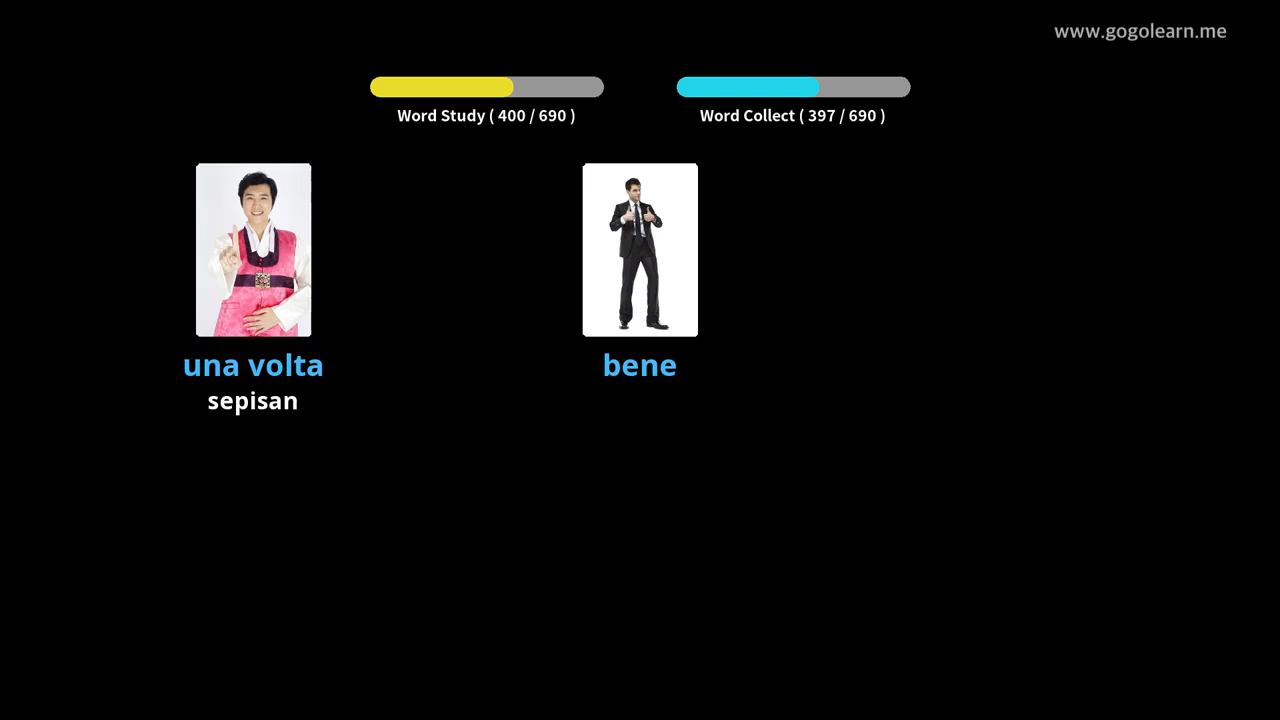 www.gogolearn.me
Word Study ( 400 / 690 )
Word Collect ( 397 / 690 )
una volta
sepisan
bene